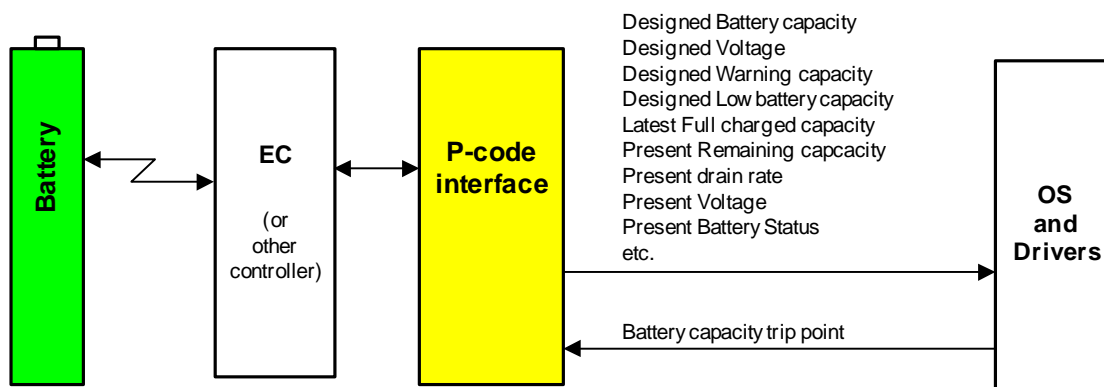 Battery
EC
(or
other
controller)
P-code
interface
Designed Battery capacity
Designed Voltage
Designed Warning capacity
Designed Low battery capacity
Latest Full charged capacity
Present Remaining capcacity
Present drain rate
Present Voltage
Present Battery Status
etc.
Battery capacity trip point
OS
and
Drivers